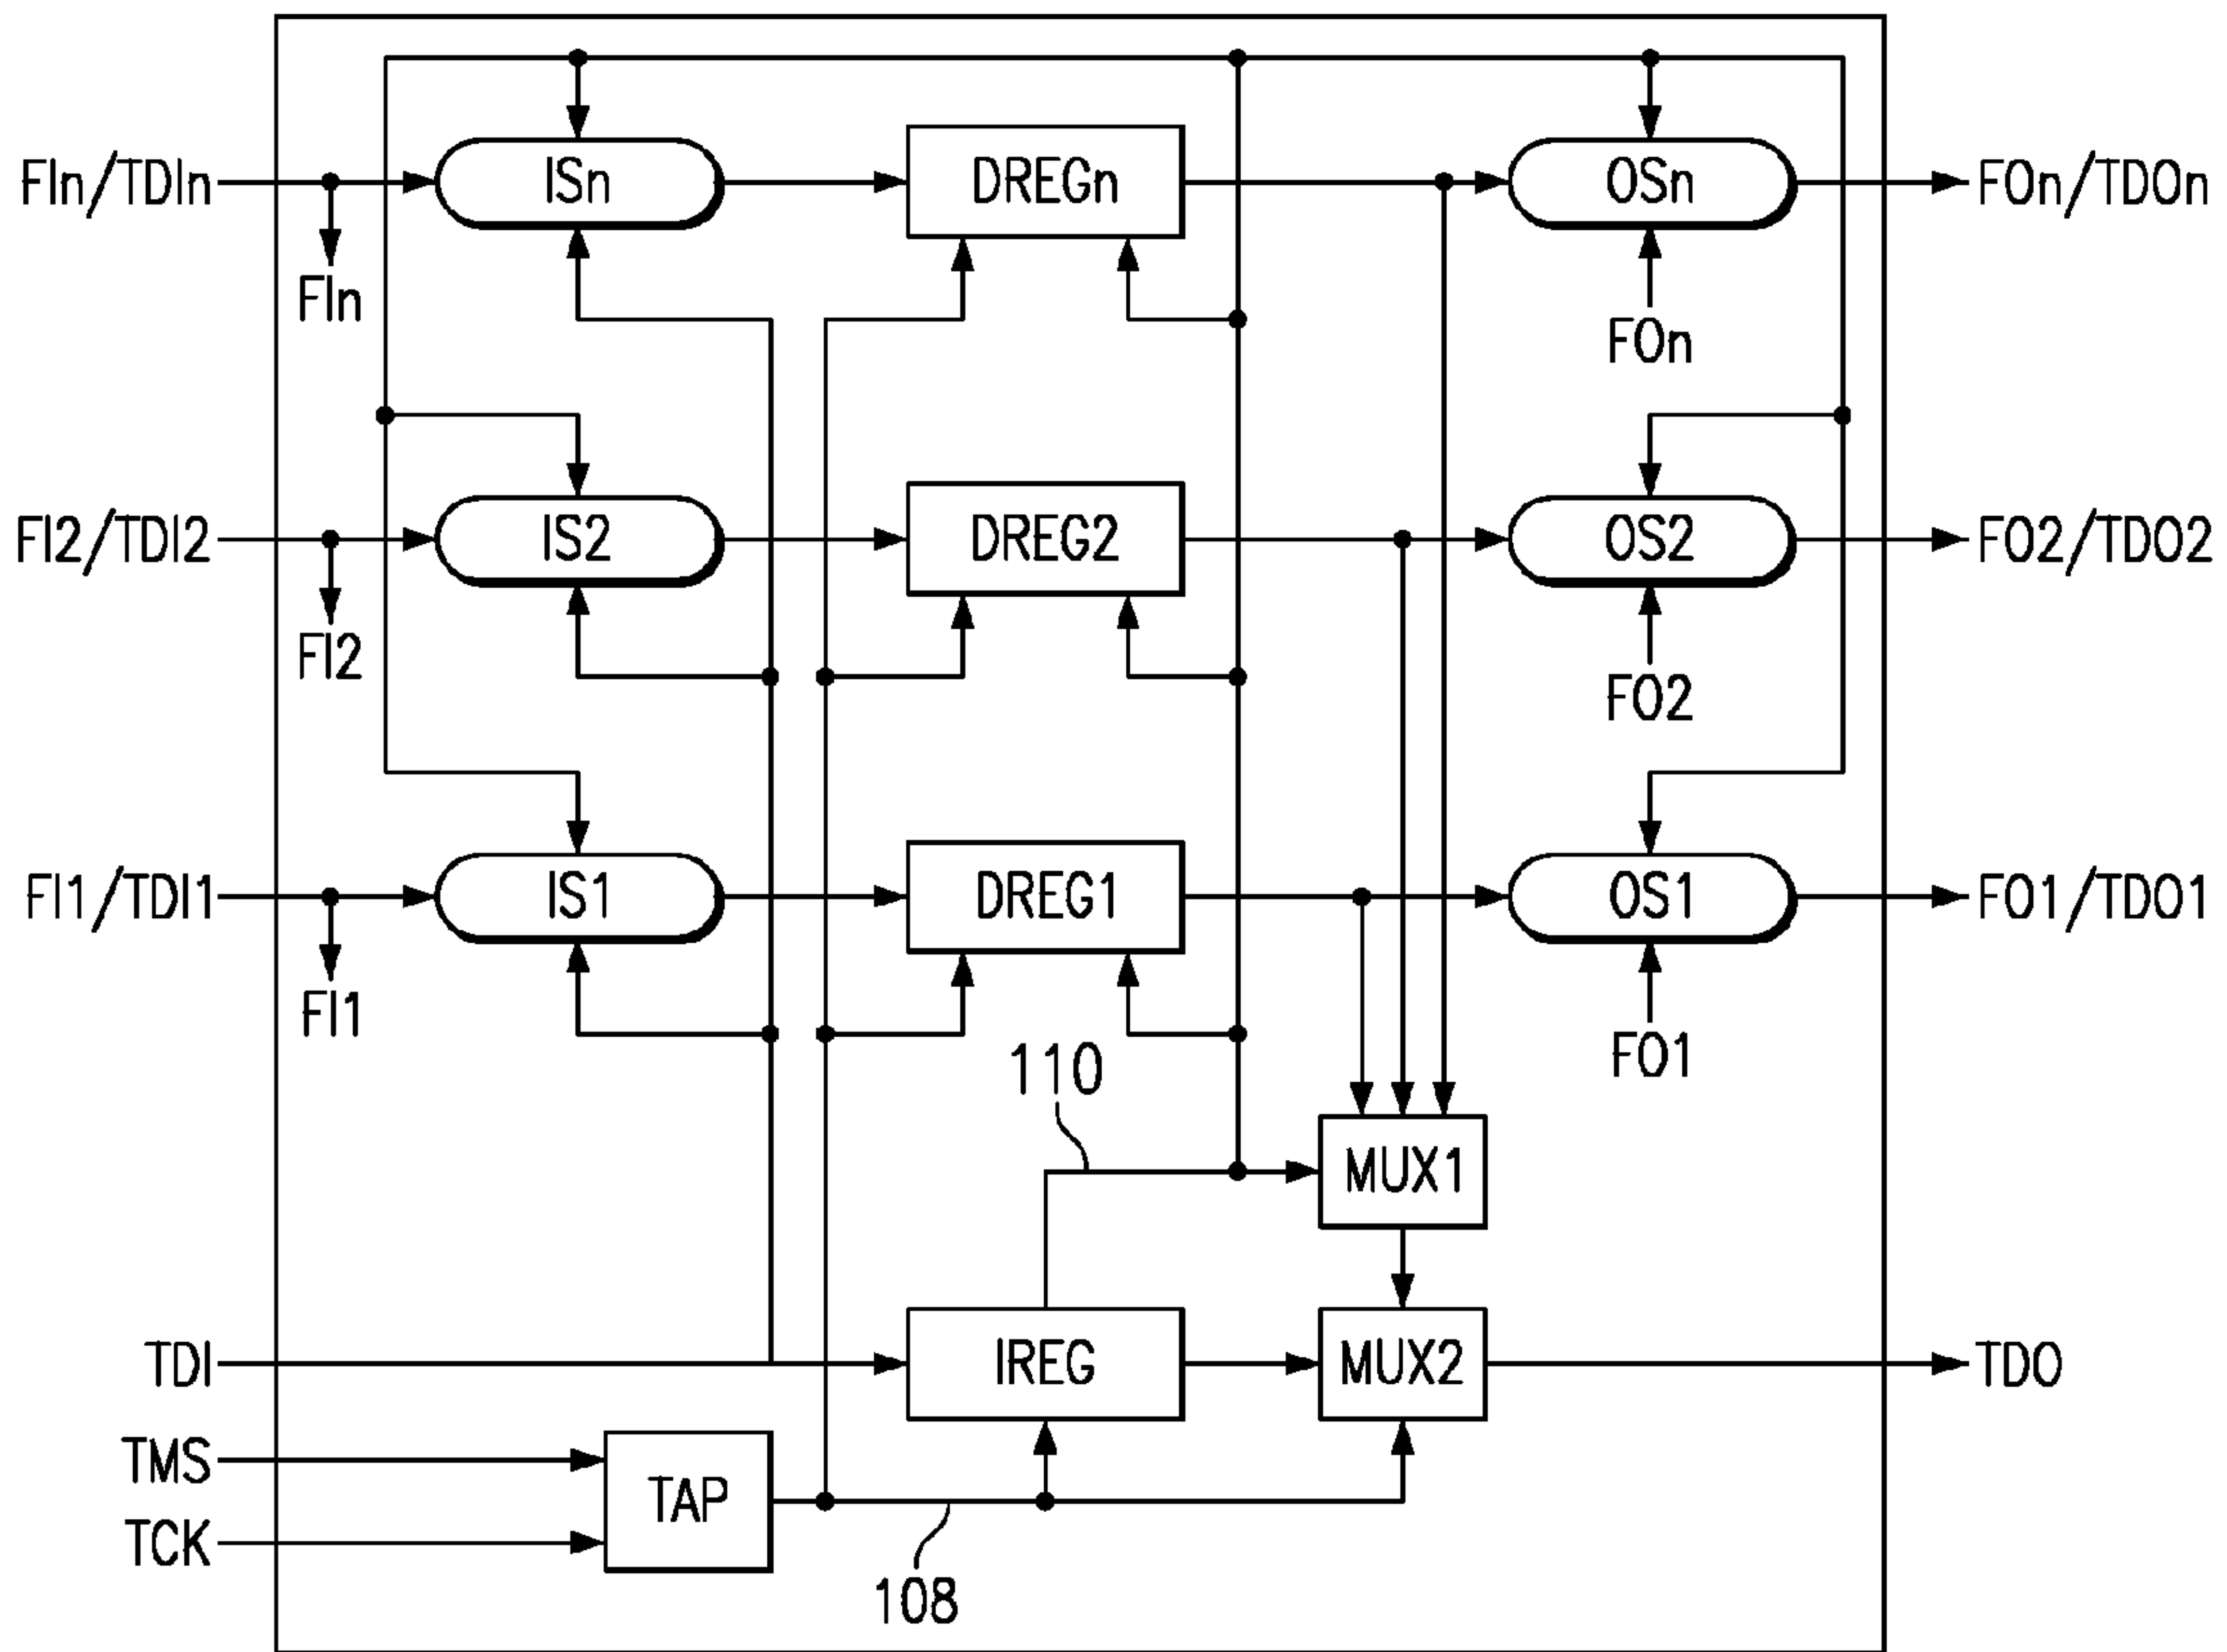 FIn/TDIn
ISn
DREGn
OSn
FOn/TDOn
FIn
FOn
FI2/TDI2
IS2
DREG2
OS2
FO2/TDO2
FI2
FO2
FI1/TDI1
IS1
DREG1
OS1
FO1/TDO1
FI1
110
FO1
MUX1
TDI
IREG
MUX2
TDO
TMS
TAP
TCK
108